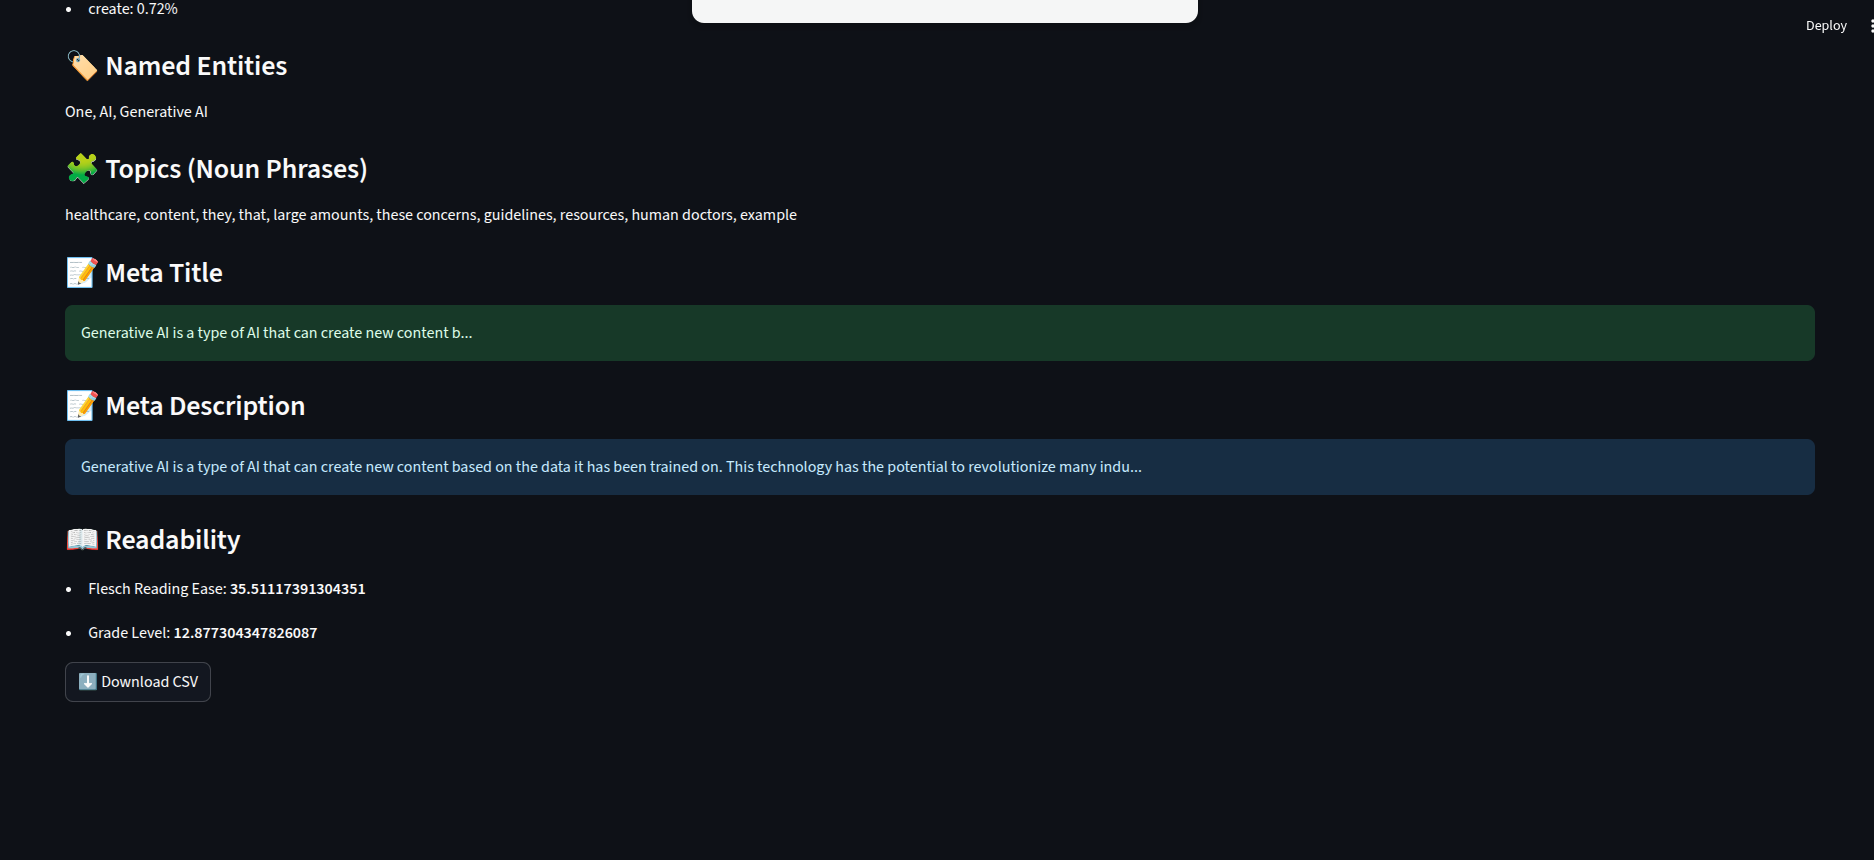 create: 0.72%
Deploy
Named Entities
One, AI, Generative AI
Topics (Noun Phrases)
healthcare, content, they, that, large amounts, these concerns, guidelines, resources, human doctors, example
Meta Title
Generative AI is a type of AI that can create new content b...
Meta Description
Generative AI is a type of AI that can create new content based on the data it has been trained on. This technology has the potential to revolutionize many indu...
Readability
Flesch Reading Ease: 35.51117391304351
Grade Level: 12.877304347826087
Download CSV